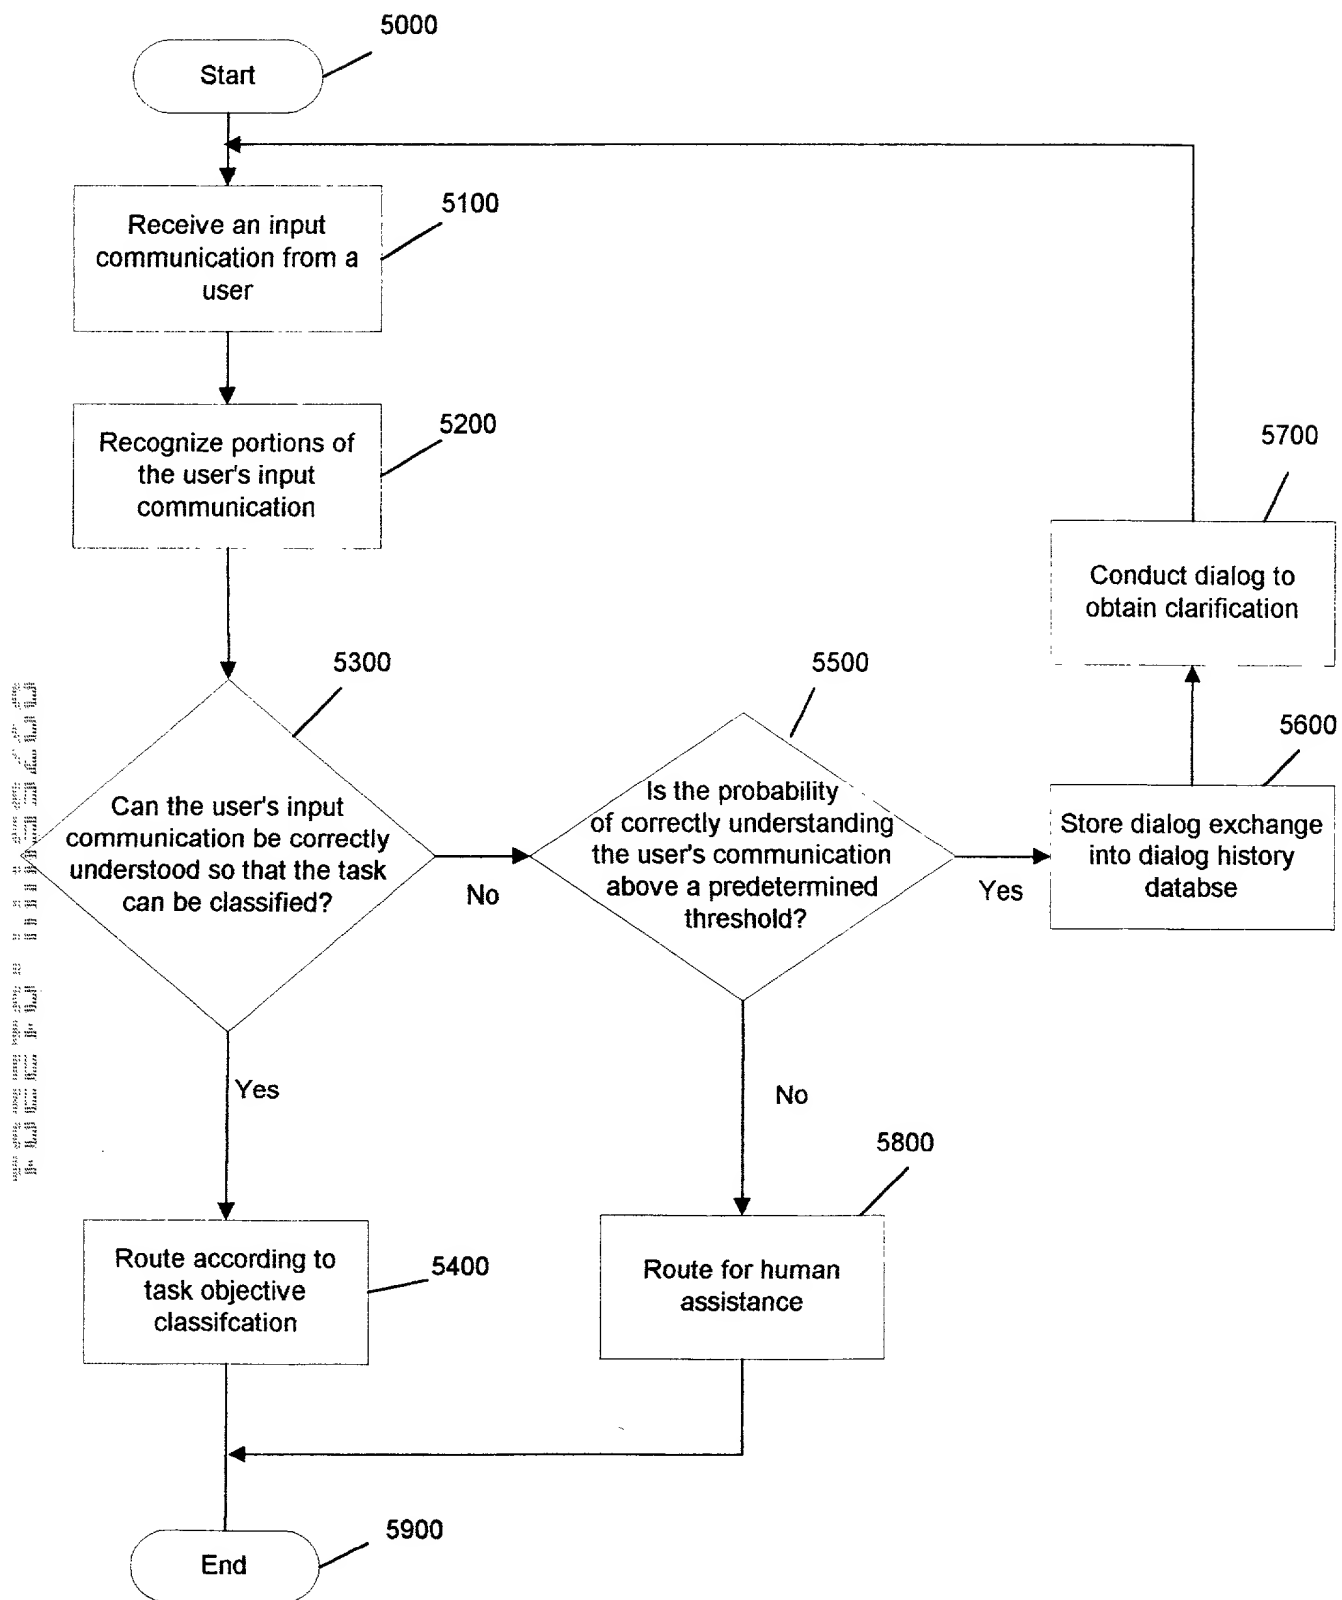 5000
Start
5100
Receive an input
communication from a
user
5200
Recognize portions of
the user's input
communication
5300
Can the user's input
communication be correctly
understood so that the task
can be classified?
No
Yes
5500
Is the probability
of correctly understanding
the user's communication
above a predetermined
threshold?
Yes
No
5600
Store dialog exchange
into dialog history
databse
5700
Conduct dialog to
obtain clarification
5400
Route according to
task objective
classifcation
5800
Route for human
assistance
5900
End